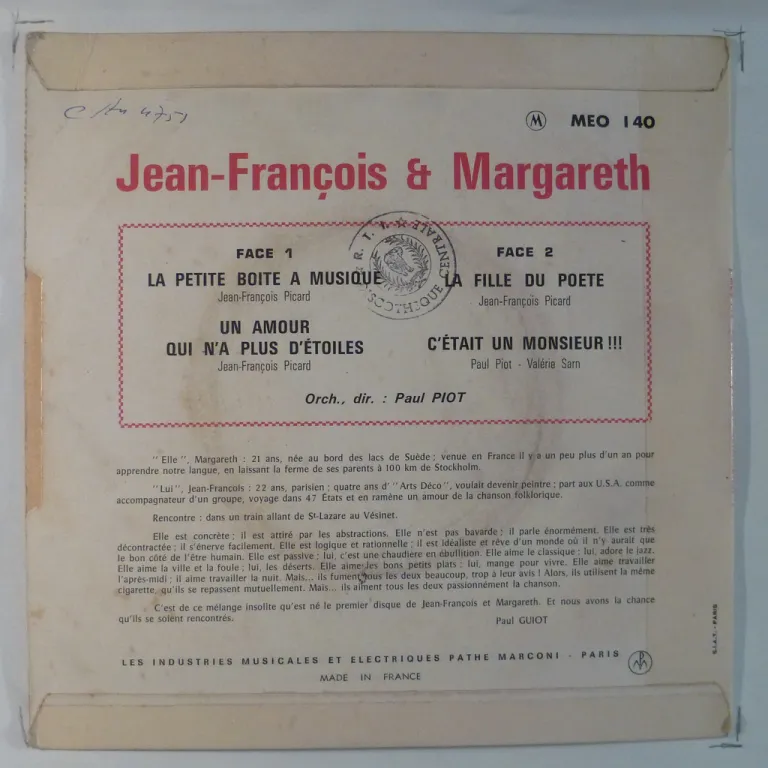 MEO 140
Jean-François & Margareth
FACE 1
LA PETITE BOITE A MUSIQUE
Jean-François Picard
UN AMOUR
QUI N'A PLUS D'ÉTOILES
Jean-François Picard
FACE 2
LA FILLE DU POETE
Jean-François Picard
C'ÉTAIT UN MONSIEUR !!!
Paul Piot - Valérie Sarn
Orch., dir. : Paul PIOT
"Elle", Margareth : 21 ans, née au bord des lacs de Suède ; venue en France il y a un peu plus d'un an pour
apprendre notre langue, en laissant la ferme de ses parents à 100 km de Stockholm.
"Lui", Jean-François : 22 ans, parisien ; quatre ans d' "Arts Déco", voulait devenir peintre ; part aux U.S.A. comme
accompagnateur d'un groupe, voyage dans 47 États et en ramène un amour de la chanson folklorique.
Rencontre : dans un train allant de St-Lazare au Vésinet.
Elle est concrète ; il est attiré par les abstractions. Elle n'est pas bavarde ; il parle énormément. Elle est très
décontractée ; il s'énerve facilement. Elle est logique et rationnelle ; il est idéaliste et rêve d'un monde où il n'y aurait que
le bon côté de l'être humain. Elle est passive ; lui, c'est une chaudière en ébullition. Elle aime le classique ; lui, adore le jazz.
Elle aime la ville et la foule ; lui, les déserts. Elle aime les bons petits plats ; lui, mange pour vivre. Elle aime travailler
l'après-midi ; il aime travailler la nuit. Mais... ils fument tous les deux beaucoup, trop à leur avis ! Alors, ils utilisent la même
cigarette, qu'ils se repassent mutuellement. Mais... ils aiment tous les deux passionnément la chanson.
C'est de ce mélange insolite qu'est né le premier disque de Jean-François et Margareth. Et nous avons la chance
qu'ils se soient rencontrés.
Paul GUIOT
LES INDUSTRIES MUSICALES ET ELECTRIQUES PATHE MARCONI - PARIS
MADE IN FRANCE
S.I.A.T. - PARIS